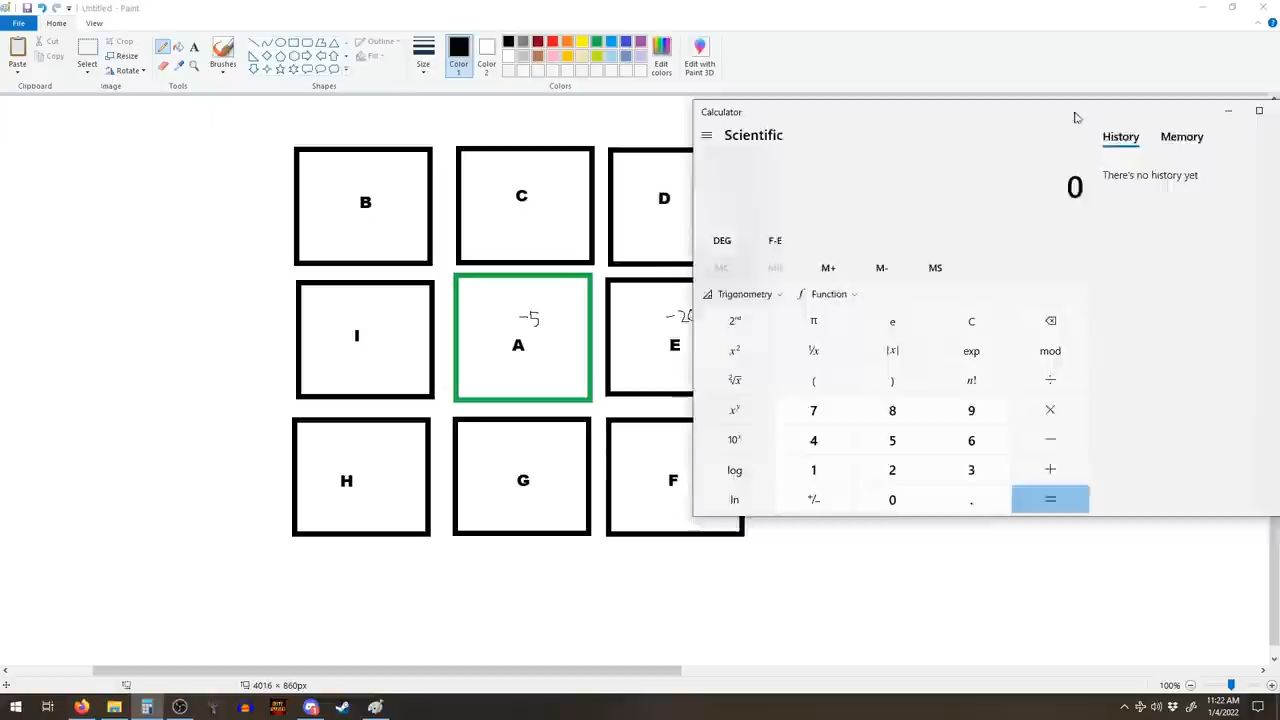 Untitled - Paint
File Home View
Paste
Cut
Copy
Clipboard
Select
Crop
Resize
Rotate
Image
Tools
Brushes
Shapes
Outline
Fill
Size
Color 1
Color 2
Edit colors
Edit with Paint 3D
Colors
Calculator
Scientific
History Memory
There's no history yet
0
DEG F-E
MC MR M+ M- MS
Trigonometry Function
2ⁿᵈ π e C
x² ¹/x |x| exp mod
²√x ( ) n! ÷
xʸ 7 8 9 ×
10ˣ 4 5 6 −
log 1 2 3 +
ln +/− 0 . =
B C D
-5
I A E
H G F
4016 × 860px
100%
11:22 AM
1/4/2022